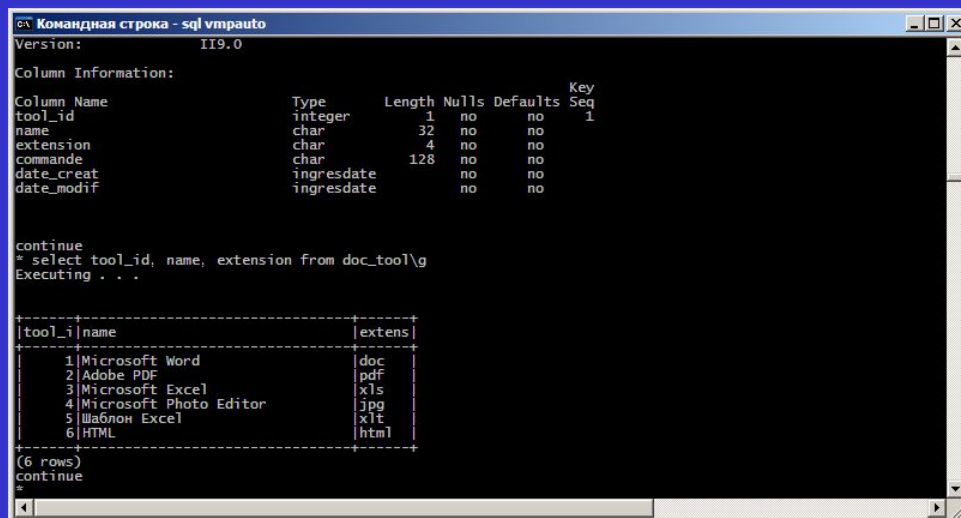 Командная строка - sql vmpauto
Version:                 II9.0
Column Information:
                                                                 Key
Column Name                     Type       Length Nulls Defaults Seq
tool_id                         integer         1   no     no      1
name                            char           32   no     no
extension                       char            4   no     no
commande                        char          128   no     no
date_creat                      ingresdate          no     no
date_modif                      ingresdate          no     no
continue
* select tool_id, name, extension from doc_tool\g
Executing . . .
+------+--------------------------------+------+
|tool_i|name                            |extens|
+------+--------------------------------+------+
|     1|Microsoft Word                  |doc   |
|     2|Adobe PDF                       |pdf   |
|     3|Microsoft Excel                 |xls   |
|     4|Microsoft Photo Editor          |jpg   |
|     5|Шаблон Excel                    |xlt   |
|     6|HTML                            |html  |
+------+--------------------------------+------+
(6 rows)
continue
*